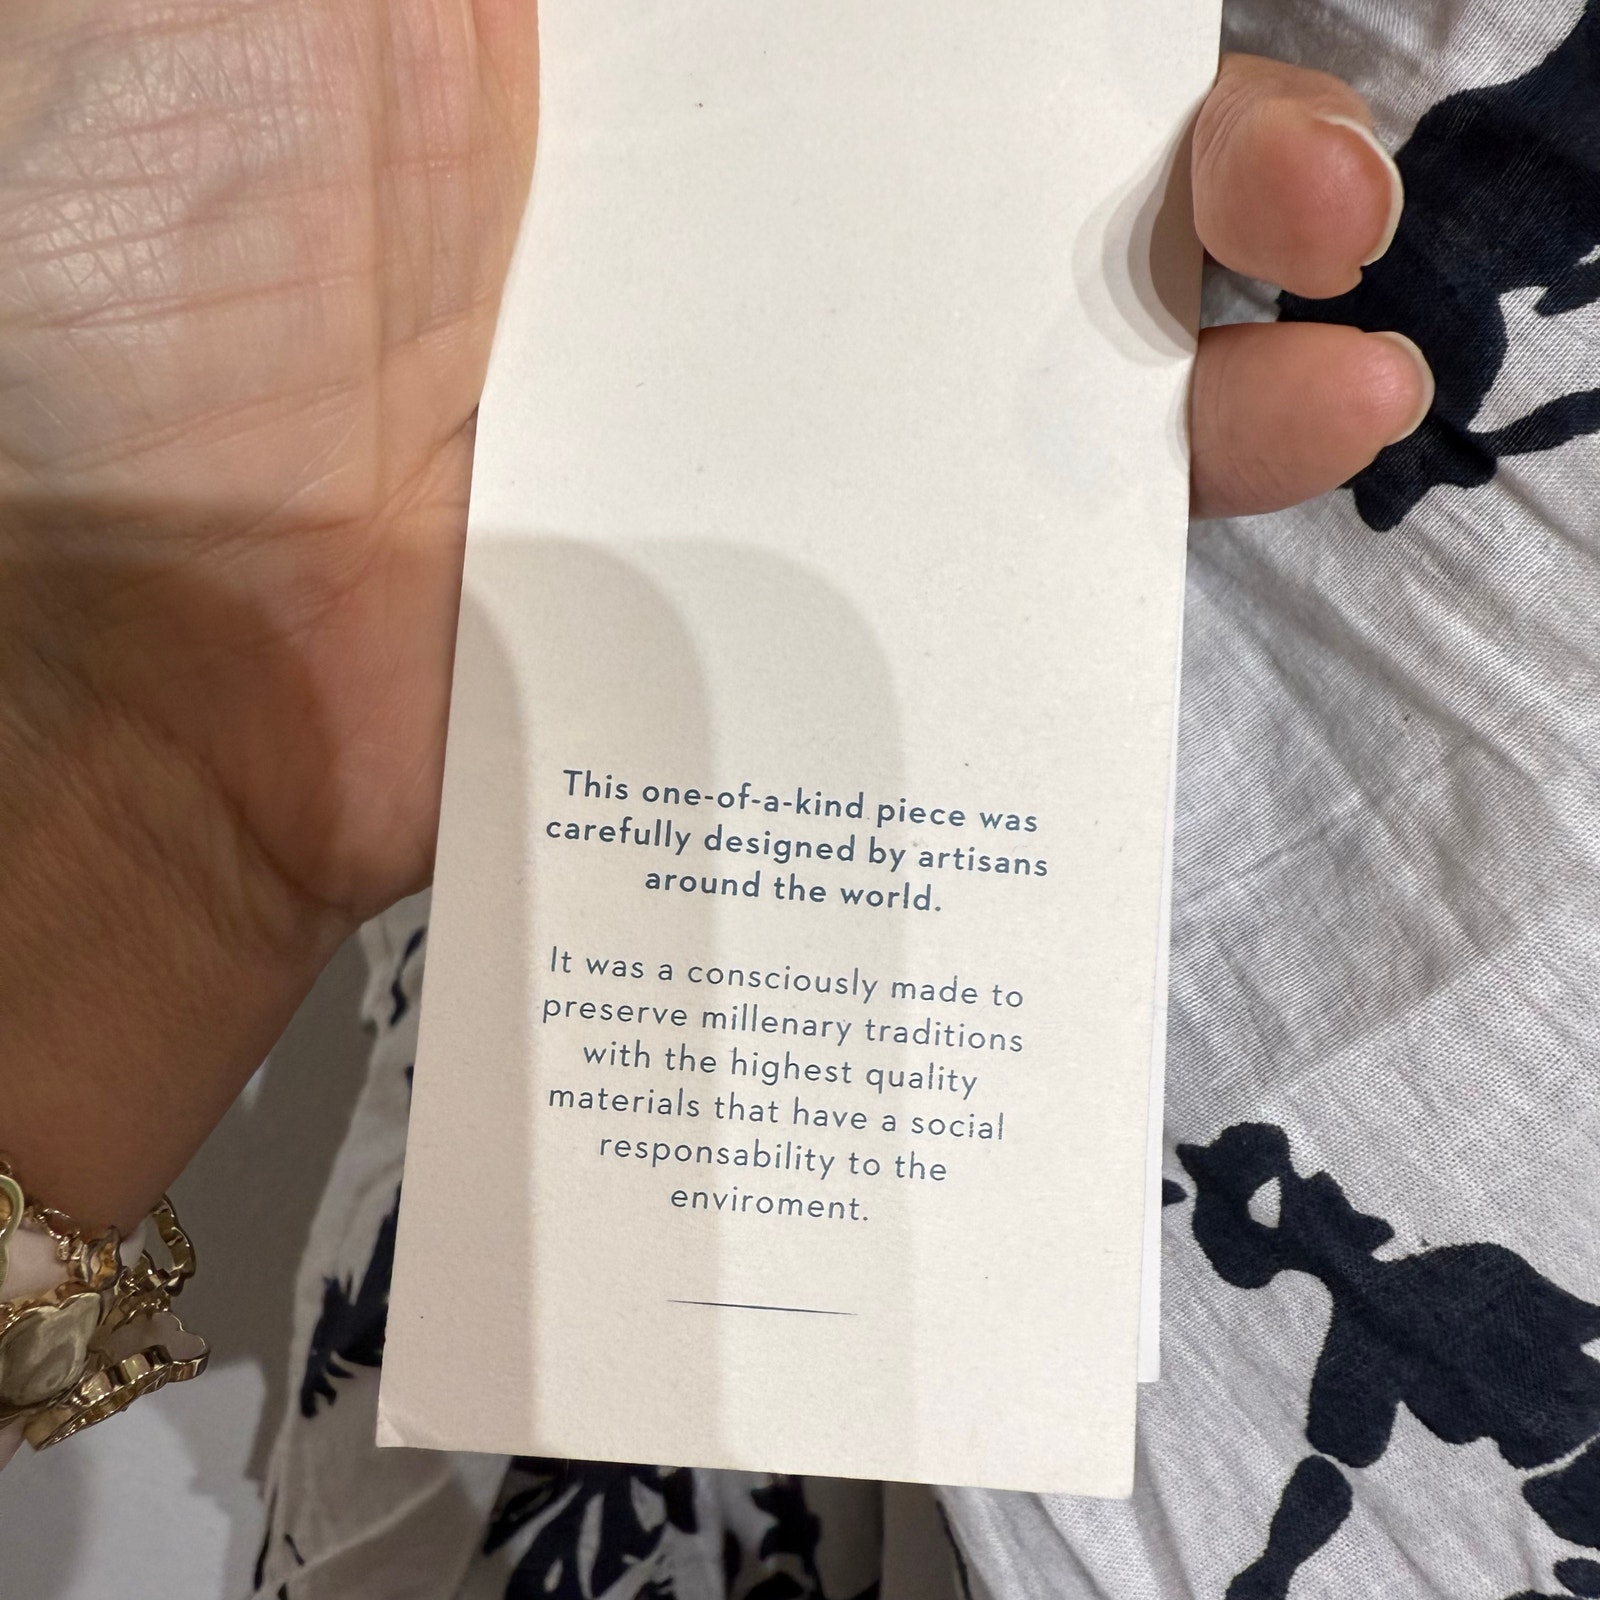 This one-of-a-kind piece was
carefully designed by artisans
around the world.
It was a consciously made to
preserve millenary traditions
with the highest quality
materials that have a social
responsability to the
enviroment.